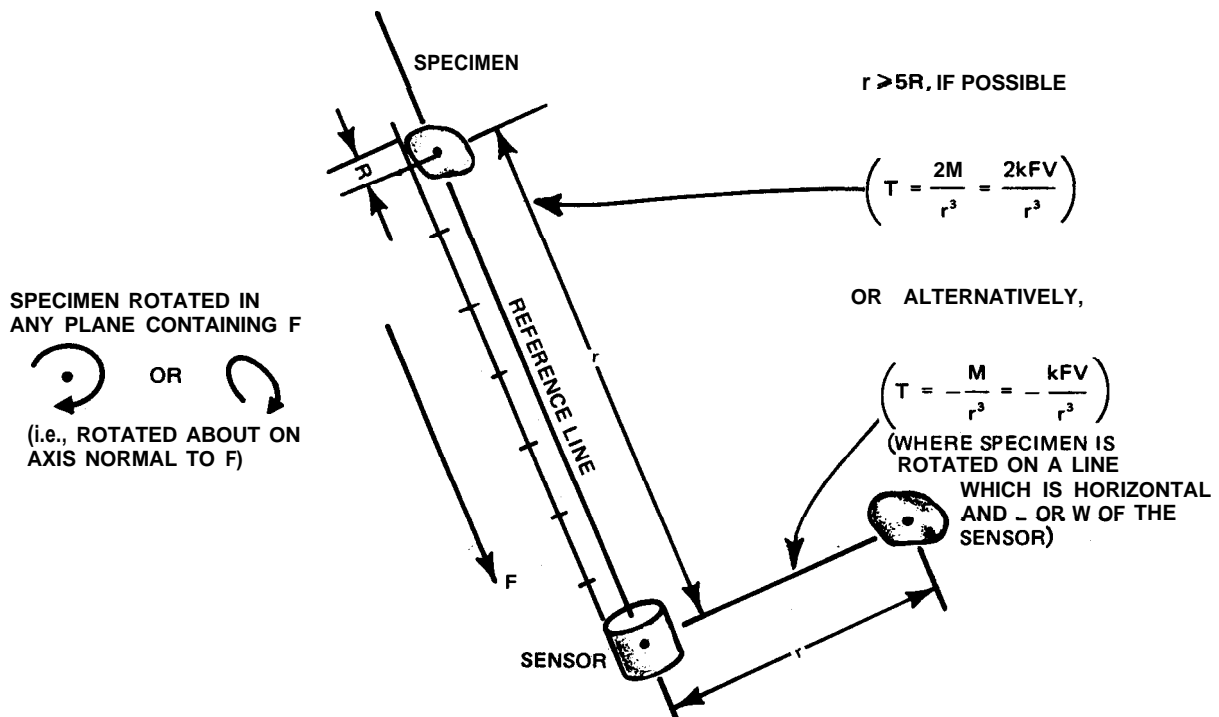 SPECIMEN
r ⩾ 5R, IF POSSIBLE
R
T = 2M/r³ = 2kFV/r³
SPECIMEN ROTATED IN
ANY PLANE CONTAINING F
OR
(i.e., ROTATED ABOUT ON
AXIS NORMAL TO F)
REFERENCE LINE
r
F
OR ALTERNATIVELY,
(T = - M/r³ = - kFV/r³)
(WHERE SPECIMEN IS
ROTATED ON A LINE
WHICH IS HORIZONTAL
AND – OR W OF THE
SENSOR)
SENSOR
r